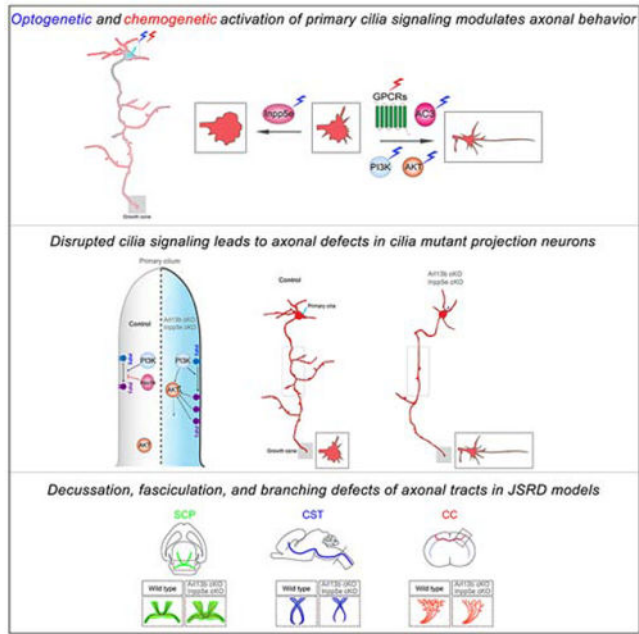 Optogenetic and chemogenetic activation of primary cilia signaling modulates axonal behavior
GPCRs
Inpp5e
AC3
PI3K
AKT
Growth cone
Disrupted cilia signaling leads to axonal defects in cilia mutant projection neurons
Primary cilium
Control
Arl13b cKO
Inpp5e cKO
PI3K
PI3K
AKT
AKT
Control
Primary cilia
Growth cone
Arl13b cKO
Inpp5e cKO
Decussation, fasciculation, and branching defects of axonal tracts in JSRD models
SCP
CST
CC
Wild type
Arl13b cKO
Inpp5e cKO
Wild type
Arl13b cKO
Inpp5e cKO
Wild type
Arl13b cKO
Inpp5e cKO